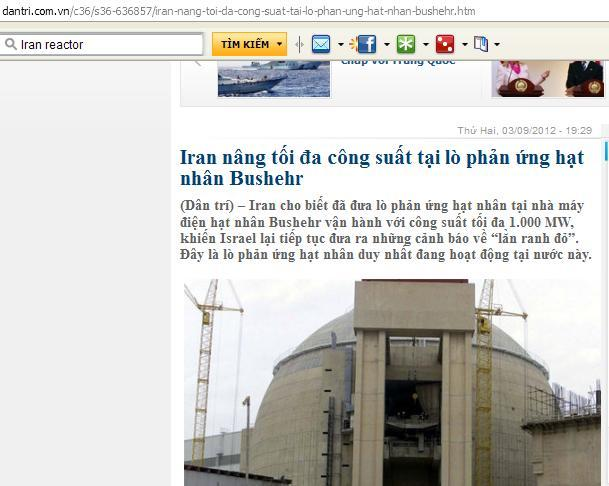 dantri.com.vn/c36/s36-636857/iran-nang-toi-da-cong-suat-tai-lo-phan-ung-hat-nhan-bushehr.htm
Iran reactor
TÌM KIẾM
chấp với Trung Quốc
Thứ Hai, 03/09/2012 - 19:29
Iran nâng tối đa công suất tại lò phản ứng hạt
nhân Bushehr
(Dân trí) – Iran cho biết đã đưa lò phản ứng hạt nhân tại nhà máy
điện hạt nhân Bushehr vận hành với công suất tối đa 1.000 MW,
khiến Israel lại tiếp tục đưa ra những cảnh báo về “lằn ranh đỏ”.
Đây là lò phản ứng hạt nhân duy nhất đang hoạt động tại nước này.